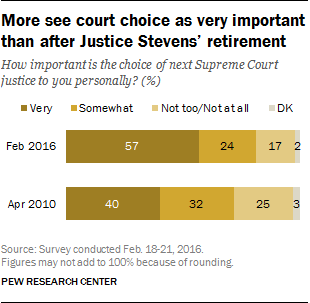 More see court choice as very important
than after Justice Stevens' retirement
How important is the choice of next Supreme Court
justice to you personally? (%)
Very Somewhat Not too/Not at all DK
Feb 2016 57 24 17 2
Apr 2010 40 32 25 3
Source: Survey conducted Feb. 18-21, 2016.
Figures may not add to 100% because of rounding.
PEW RESEARCH CENTER